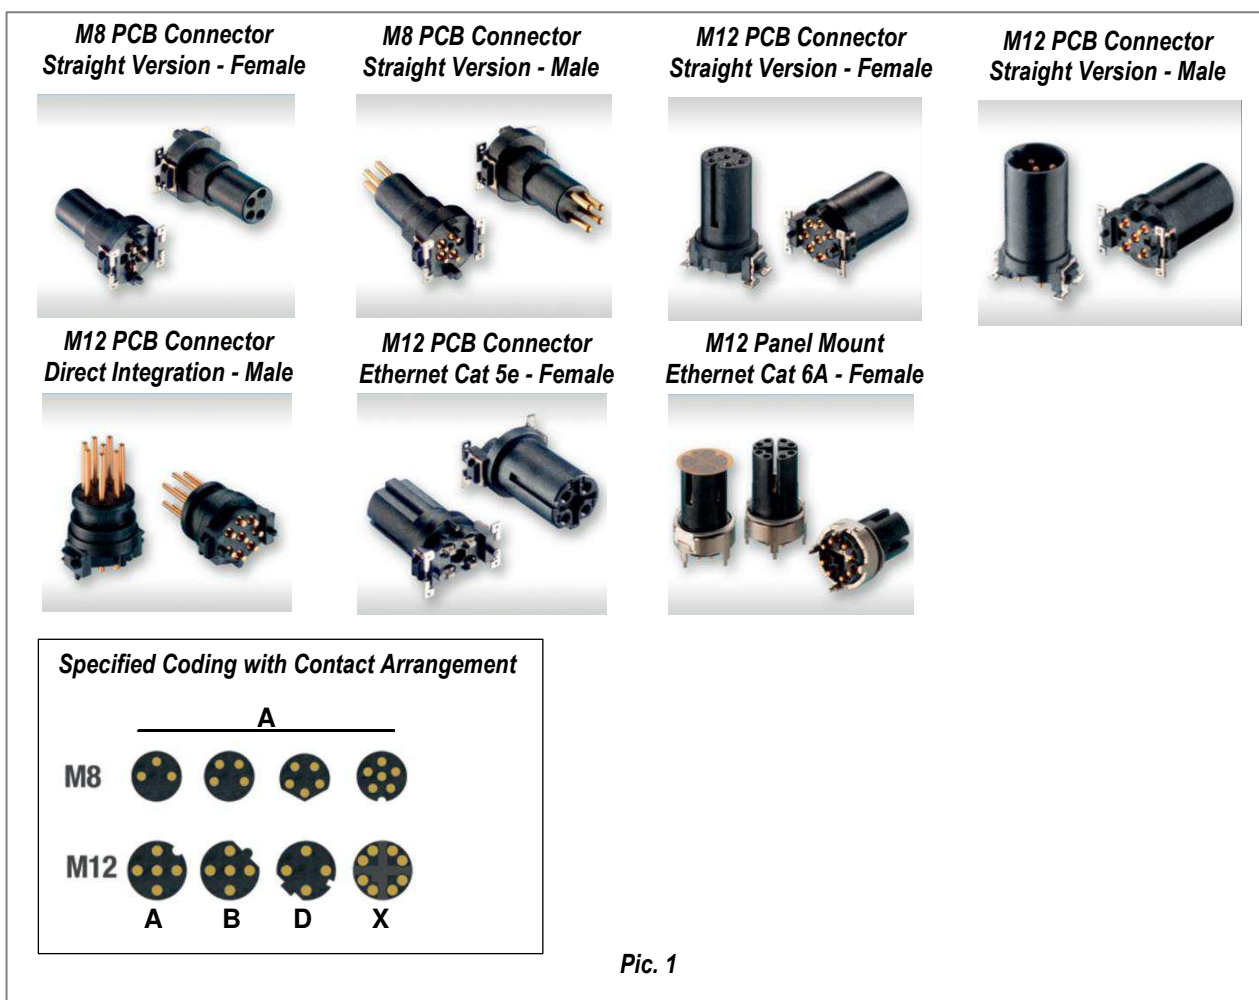 M8 PCB Connector
Straight Version - Female
M8 PCB Connector
Straight Version - Male
M12 PCB Connector
Straight Version - Female
M12 PCB Connector
Straight Version - Male
M12 PCB Connector
Direct Integration - Male
M12 PCB Connector
Ethernet Cat 5e - Female
M12 Panel Mount
Ethernet Cat 6A - Female
Specified Coding with Contact Arrangement
A
M8
M12
A B D X
Pic. 1